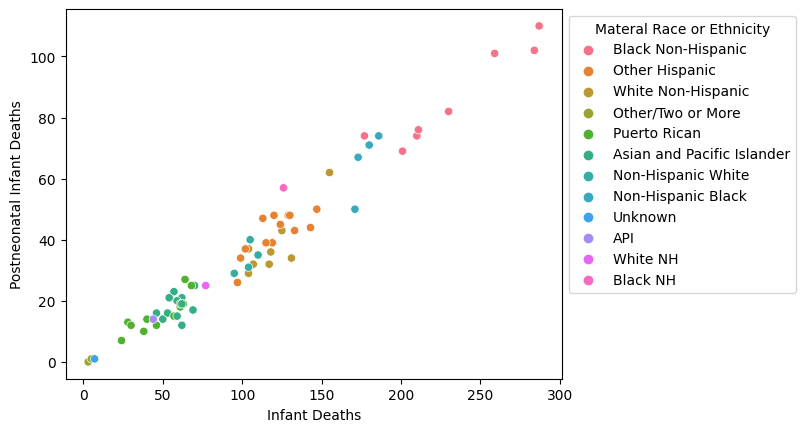 Materal Race or Ethnicity
Black Non-Hispanic
Other Hispanic
White Non-Hispanic
Other/Two or More
Puerto Rican
Asian and Pacific Islander
Non-Hispanic White
Non-Hispanic Black
Unknown
API
White NH
Black NH
Postneonatal Infant Deaths
100
80
60
40
20
0
0 50 100 150 200 250 300
Infant Deaths